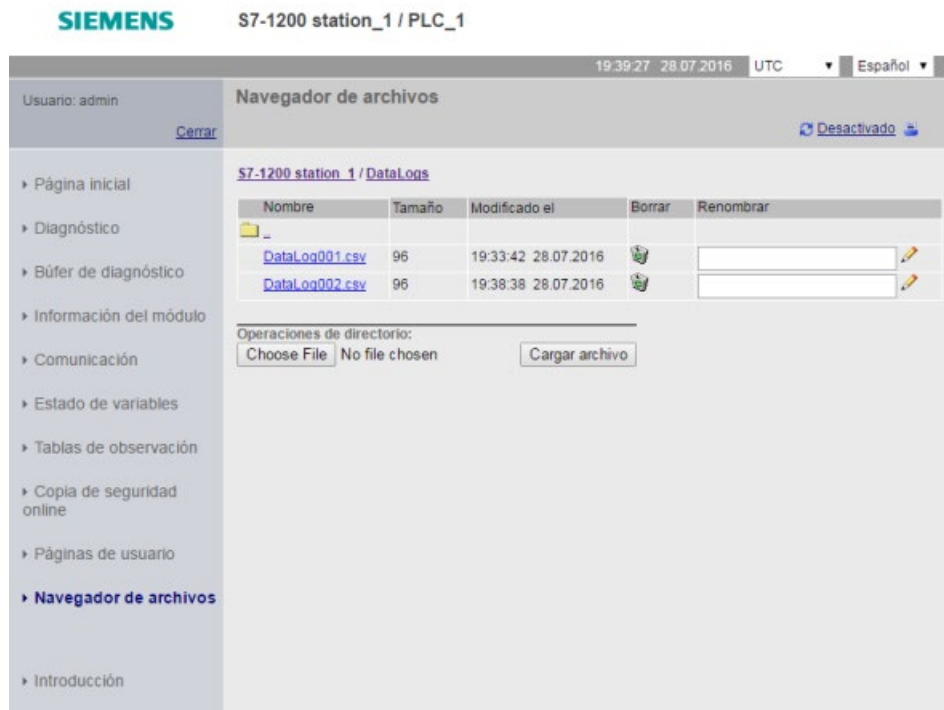 SIEMENS
S7-1200 station_1 / PLC_1
19:39:27 28.07.2016 UTC Español
Usuario: admin
Cerrar
Navegador de archivos
Desactivado
Página inicial
Diagnóstico
Búfer de diagnóstico
Información del módulo
Comunicación
Estado de variables
Tablas de observación
Copia de seguridad
online
Páginas de usuario
Navegador de archivos
Introducción
S7-1200 station_1 / DataLogs
Nombre Tamaño Modificado el Borrar Renombrar
..
DataLog001.csv 96 19:33:42 28.07.2016
DataLog002.csv 96 19:38:38 28.07.2016
Operaciones de directorio:
Choose File No file chosen Cargar archivo